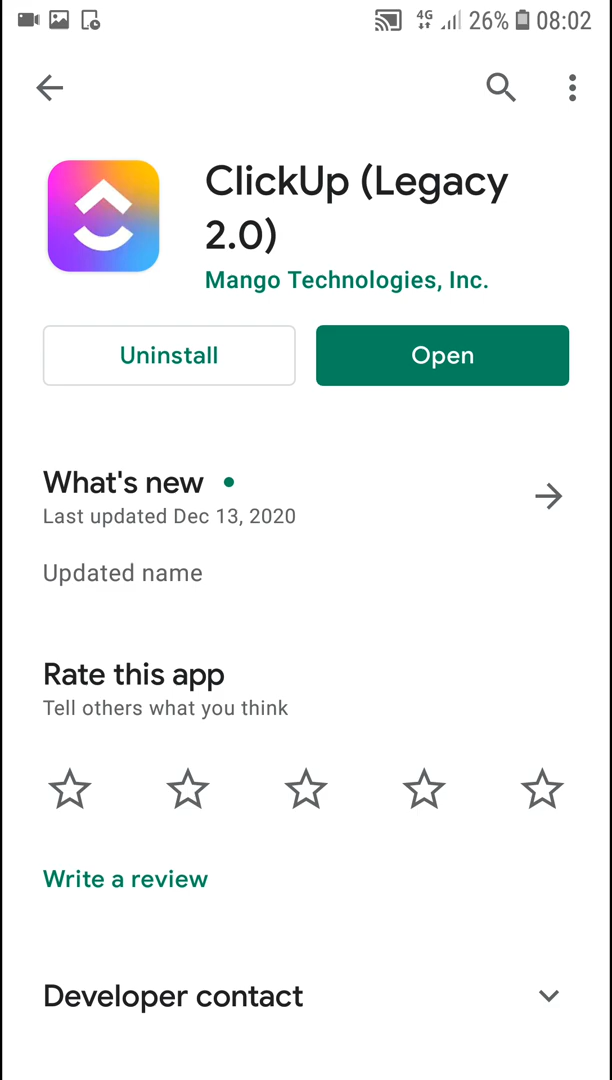 4G 26% 08:02
ClickUp (Legacy
2.0)
Mango Technologies, Inc.
Uninstall
Open
What's new
Last updated Dec 13, 2020
Updated name
Rate this app
Tell others what you think
Write a review
Developer contact